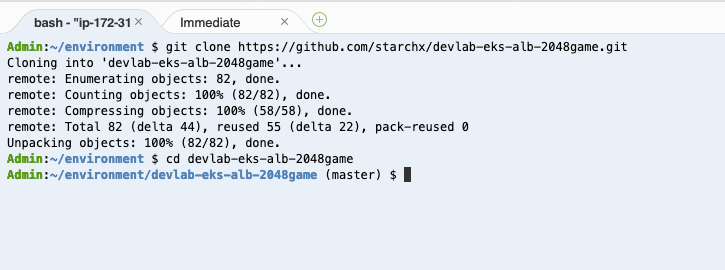 bash - "ip-172-31 Immediate
Admin:~/environment $ git clone https://github.com/starchx/devlab-eks-alb-2048game.git
Cloning into 'devlab-eks-alb-2048game'...
remote: Enumerating objects: 82, done.
remote: Counting objects: 100% (82/82), done.
remote: Compressing objects: 100% (58/58), done.
remote: Total 82 (delta 44), reused 55 (delta 22), pack-reused 0
Unpacking objects: 100% (82/82), done.
Admin:~/environment $ cd devlab-eks-alb-2048game
Admin:~/environment/devlab-eks-alb-2048game (master) $